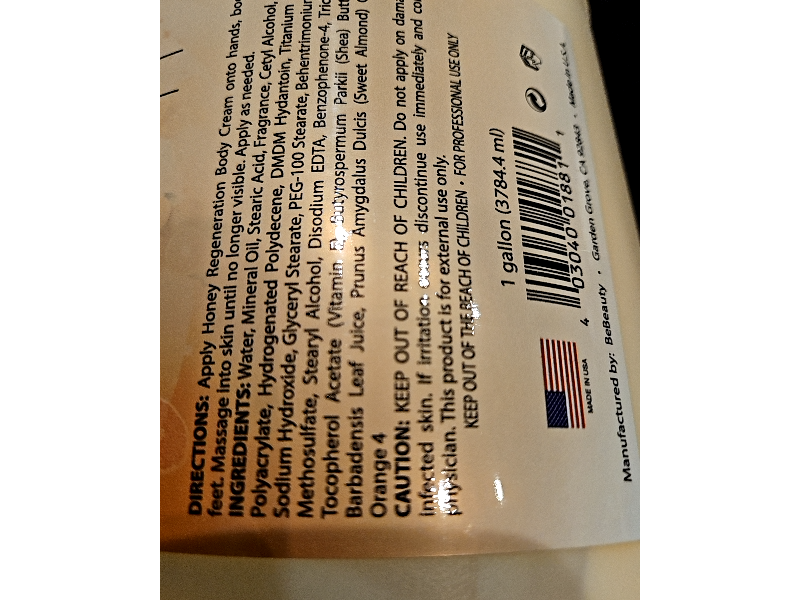 DIRECTIONS: Apply Honey Regeneration Body Cream onto hands,
feet. Massage into skin until no longer visible. Apply as needed.
INGREDIENTS: Water, Mineral Oil, Stearic Acid, Fragrance, Cetyl Alcohol,
Polyacrylate, Hydrogenated Polydecene, DMDM Hydantoin, Titanium
Sodium Hydroxide, Glyceryl Stearate, PEG-100 Stearate,
Methosulfate, Stearyl Alcohol, Disodium EDTA, Benzophenone-4,
Tocopherol Acetate (Vitamin Butyrospermum Parkii (Shea)
Barbadensis Leaf Juice, Prunus Amygdalus Dulcis (Sweet Almond)
Orange 4
CAUTION: KEEP OUT OF REACH OF CHILDREN. Do not apply on
infected skin. If irritation discontinue use immediately and
physician. This product is for external use only.
KEEP OUT OF THE REACH OF CHILDREN • FOR PROFESSIONAL USE ONLY
1 gallon (3784.4 ml)
4 03040 01881 1
MADE IN USA
Manufactured by: BeBeauty • Garden Grove, CA • Made in U.S.A.